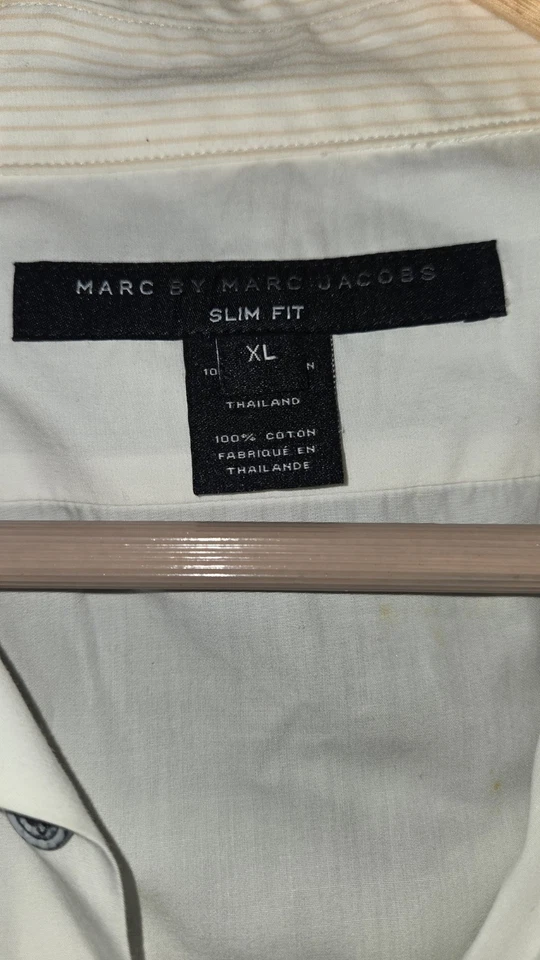 MARC BY MARC JACOBS
SLIM FIT
XL
10 N
THAILAND
100% COTON
FABRIQUÉ EN
THAILANDE